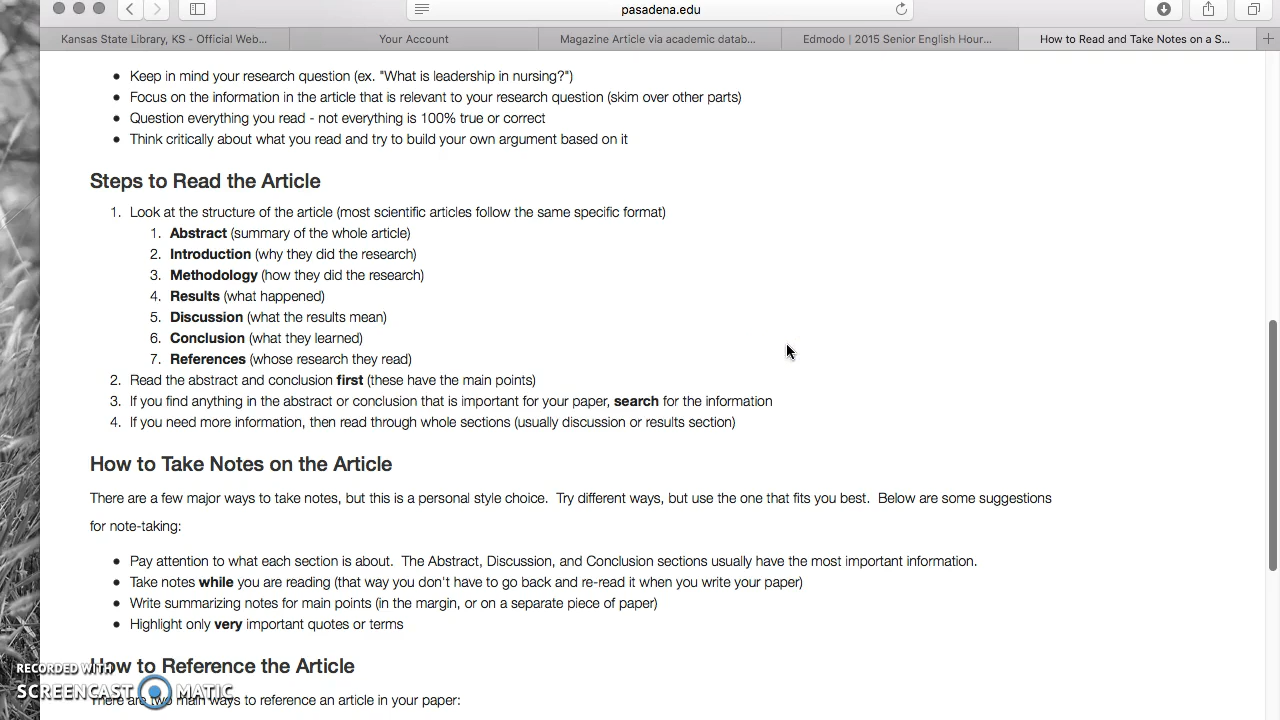 pasadena.edu
Kansas State Library, KS - Official Web...
Your Account
Magazine Article via academic datab...
Edmodo | 2015 Senior English Hour...
How to Read and Take Notes on a S...
• Keep in mind your research question (ex. "What is leadership in nursing?")
• Focus on the information in the article that is relevant to your research question (skim over other parts)
• Question everything you read - not everything is 100% true or correct
• Think critically about what you read and try to build your own argument based on it
Steps to Read the Article
1. Look at the structure of the article (most scientific articles follow the same specific format)
1. Abstract (summary of the whole article)
2. Introduction (why they did the research)
3. Methodology (how they did the research)
4. Results (what happened)
5. Discussion (what the results mean)
6. Conclusion (what they learned)
7. References (whose research they read)
2. Read the abstract and conclusion first (these have the main points)
3. If you find anything in the abstract or conclusion that is important for your paper, search for the information
4. If you need more information, then read through whole sections (usually discussion or results section)
How to Take Notes on the Article
There are a few major ways to take notes, but this is a personal style choice.  Try different ways, but use the one that fits you best.  Below are some suggestions
for note-taking:
• Pay attention to what each section is about.  The Abstract, Discussion, and Conclusion sections usually have the most important information.
• Take notes while you are reading (that way you don't have to go back and re-read it when you write your paper)
• Write summarizing notes for main points (in the margin, or on a separate piece of paper)
• Highlight only very important quotes or terms
How to Reference the Article
There are two main ways to reference an article in your paper:
RECORDED WITH
SCREENCAST MATIC